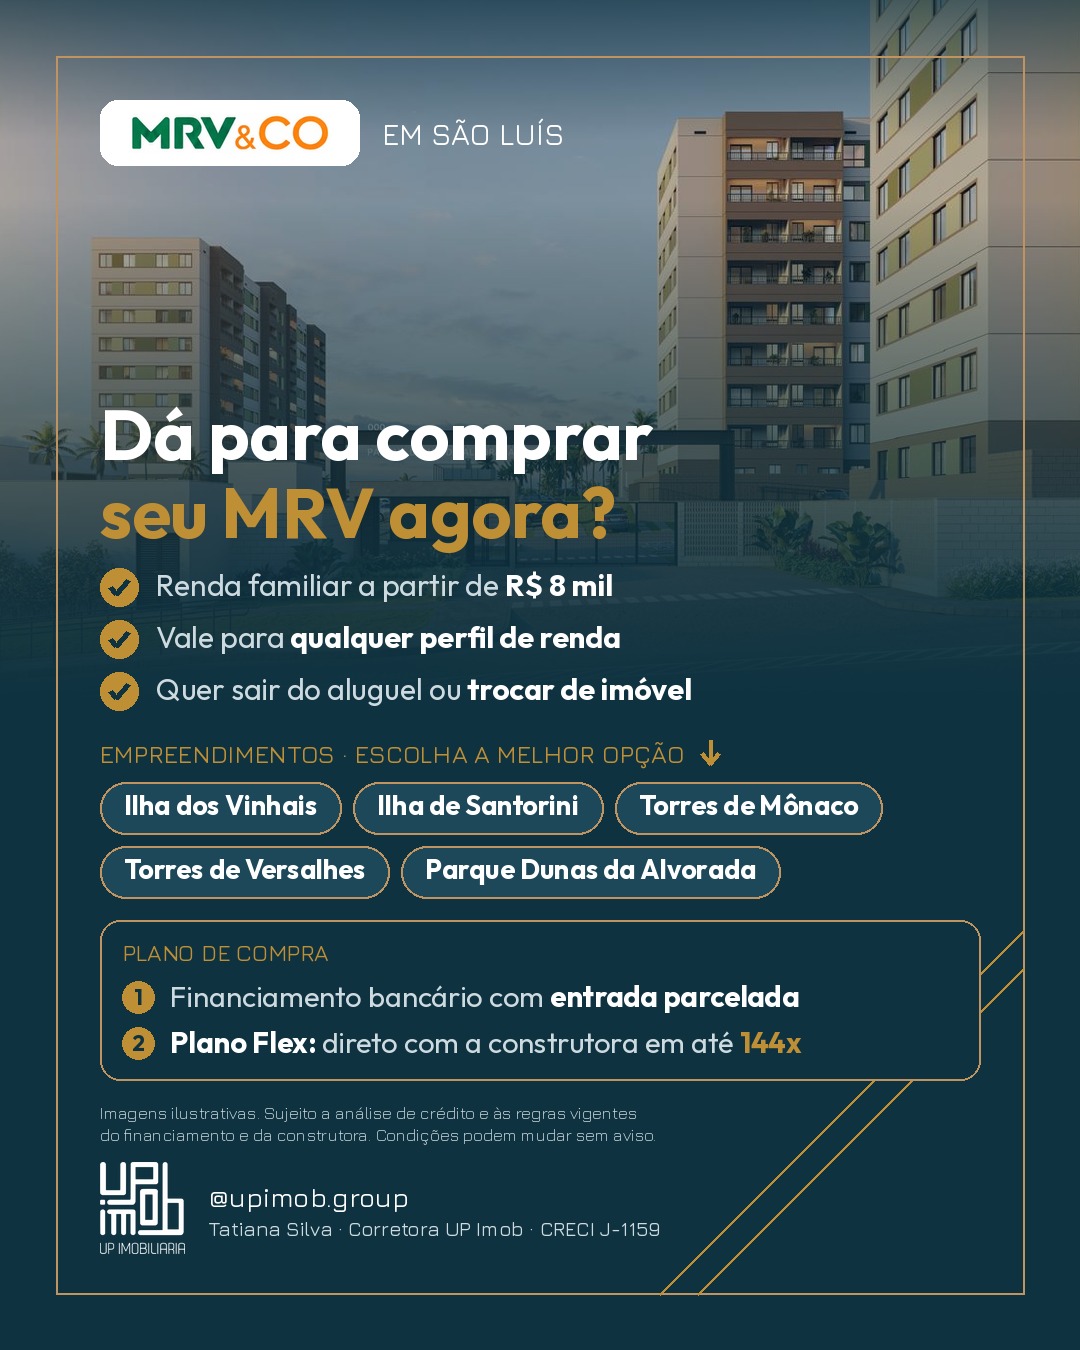 MRV&CO EM SÃO LUÍS
Dá para comprar
seu MRV agora?
Renda familiar a partir de R$ 8 mil
Vale para qualquer perfil de renda
Quer sair do aluguel ou trocar de imóvel
EMPREENDIMENTOS · ESCOLHA A MELHOR OPÇÃO ↓
Ilha dos Vinhais Ilha de Santorini Torres de Mônaco
Torres de Versalhes Parque Dunas da Alvorada
PLANO DE COMPRA
1 Financiamento bancário com entrada parcelada
2 Plano Flex: direto com a construtora em até 144x
Imagens ilustrativas. Sujeito a análise de crédito e às regras vigentes
do financiamento e da construtora. Condições podem mudar sem aviso.
UP imob
UP IMOBILIARIA
@upimob.group
Tatiana Silva · Corretora UP Imob · CRECI J-1159